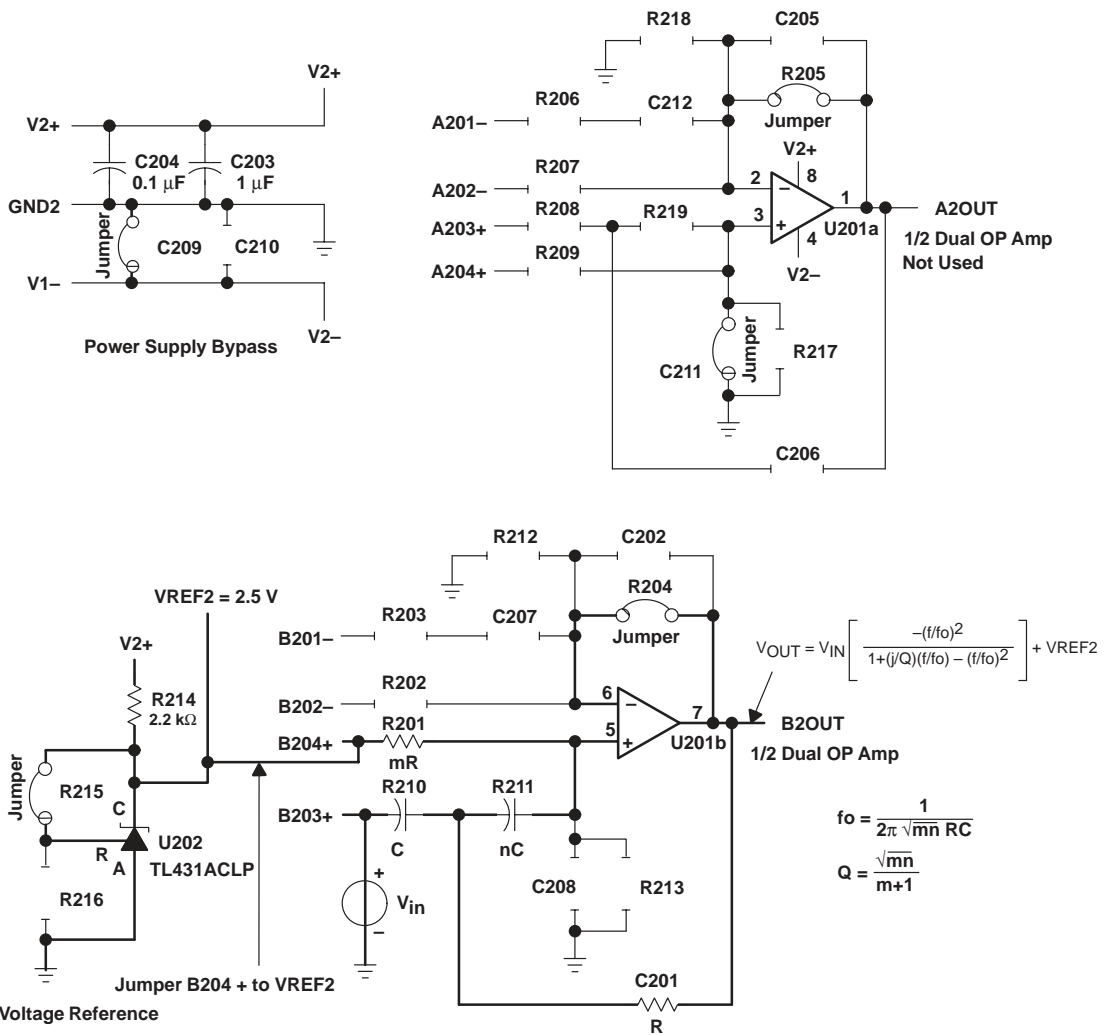 V2+
V2+
C204
0.1 μF
C203
1 μF
GND2
Jumper
C209
C210
V1–
V2–
Power Supply Bypass
R218
C205
R205
Jumper
R206
C212
A201–
R207
A202–
V2+
8
2
–
1
A2OUT
R208
R219
3
+
A203+
U201a
4
V2–
1/2 Dual OP Amp
Not Used
R209
A204+
Jumper
C211
R217
C206
R212
C202
R204
Jumper
VREF2 = 2.5 V
R203
C207
B201–
V2+
R214
2.2 kΩ
R202
B202–
6
–
7
B2OUT
R201
B204+
mR
5
+
U201b
1/2 Dual OP Amp
VOUT = VIN [ –(f/fo)2 / 1+(j/Q)(f/fo) – (f/fo)2 ] + VREF2
Jumper
R215
C
R210
R211
B203+
C
nC
U202
R
A
TL431ACLP
R216
+
Vin
–
C208
R213
fo = 1 / 2π √mn RC
Q = √mn / m+1
Jumper B204 + to VREF2
C201
R
Voltage Reference